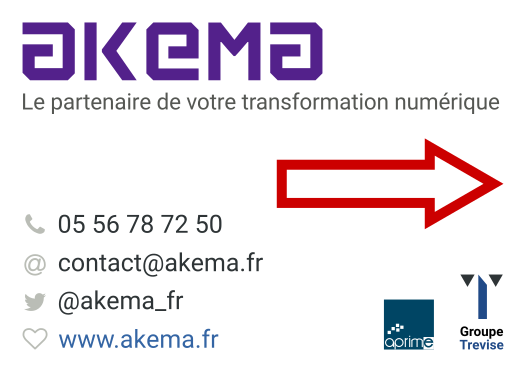 akema
Le partenaire de votre transformation numérique
05 56 78 72 50
@ contact@akema.fr
@akema_fr
www.akema.fr
aprime
Groupe
Trevise